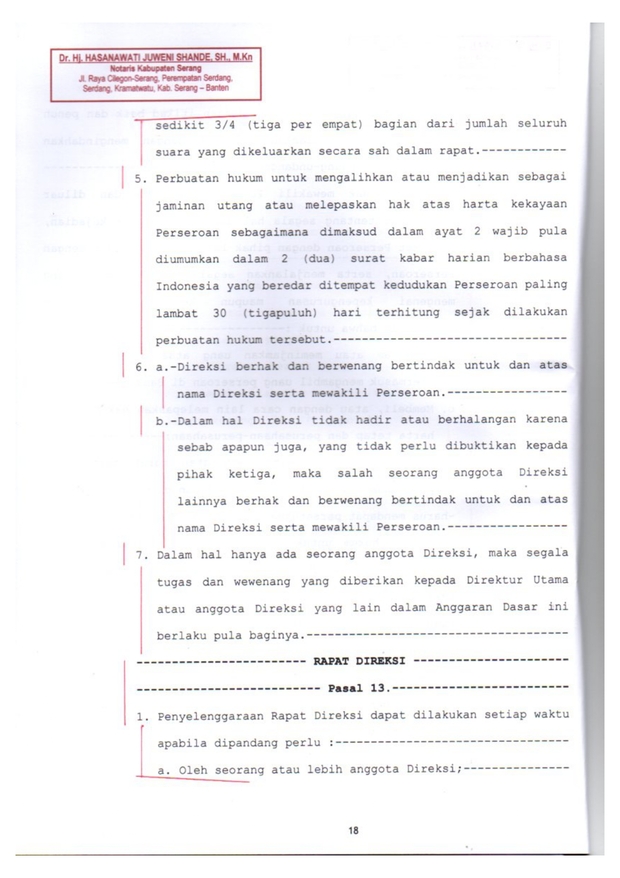 Dr. Hj. HASANAWATI JUWENI SHANDE, SH., M.Kn
Notaris Kabupaten Serang
Jl. Raya Cilegon-Serang, Perempatan Serdang,
Serdang, Kramatwatu, Kab. Serang – Banten
sedikit 3/4 (tiga per empat) bagian dari jumlah seluruh
suara yang dikeluarkan secara sah dalam rapat.------------
5. Perbuatan hukum untuk mengalihkan atau menjadikan sebagai
jaminan utang atau melepaskan hak atas harta kekayaan
Perseroan sebagaimana dimaksud dalam ayat 2 wajib pula
diumumkan dalam 2 (dua) surat kabar harian berbahasa
Indonesia yang beredar ditempat kedudukan Perseroan paling
lambat 30 (tigapuluh) hari terhitung sejak dilakukan
perbuatan hukum tersebut.---------------------------------
6. a.-Direksi berhak dan berwenang bertindak untuk dan atas
nama Direksi serta mewakili Perseroan.-----------------
b.-Dalam hal Direksi tidak hadir atau berhalangan karena
sebab apapun juga, yang tidak perlu dibuktikan kepada
pihak ketiga, maka salah seorang anggota Direksi
lainnya berhak dan berwenang bertindak untuk dan atas
nama Direksi serta mewakili Perseroan.-----------------
7. Dalam hal hanya ada seorang anggota Direksi, maka segala
tugas dan wewenang yang diberikan kepada Direktur Utama
atau anggota Direksi yang lain dalam Anggaran Dasar ini
berlaku pula baginya.-------------------------------------
------------------------ RAPAT DIREKSI ----------------------
-------------------------- Pasal 13.-------------------------
1. Penyelenggaraan Rapat Direksi dapat dilakukan setiap waktu
apabila dipandang perlu :---------------------------------
a. Oleh seorang atau lebih anggota Direksi;---------------
18